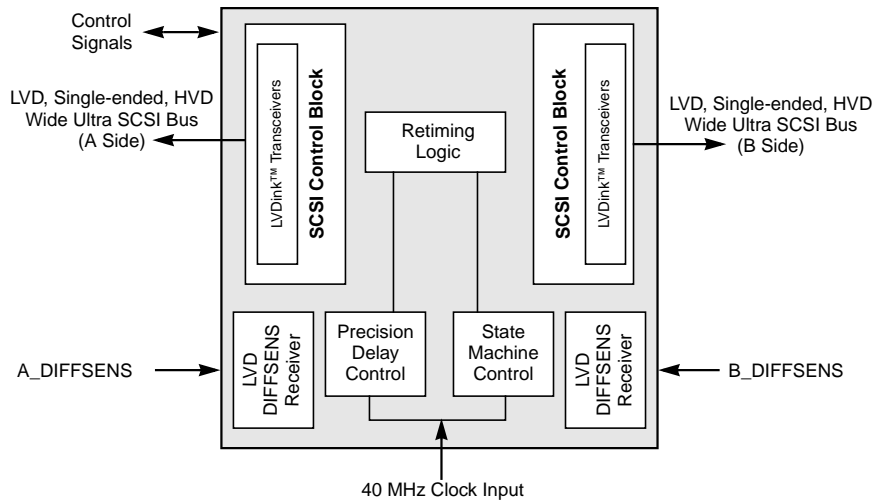 Control
Signals
LVD, Single-ended, HVD
Wide Ultra SCSI Bus
(A Side)
LVDink™ Transceivers
SCSI Control Block
Retiming
Logic
SCSI Control Block
LVDink™ Transceivers
LVD, Single-ended, HVD
Wide Ultra SCSI Bus
(B Side)
A_DIFFSENS
LVD
DIFFSENS
Receiver
Precision
Delay
Control
State
Machine
Control
LVD
DIFFSENS
Receiver
B_DIFFSENS
40 MHz Clock Input